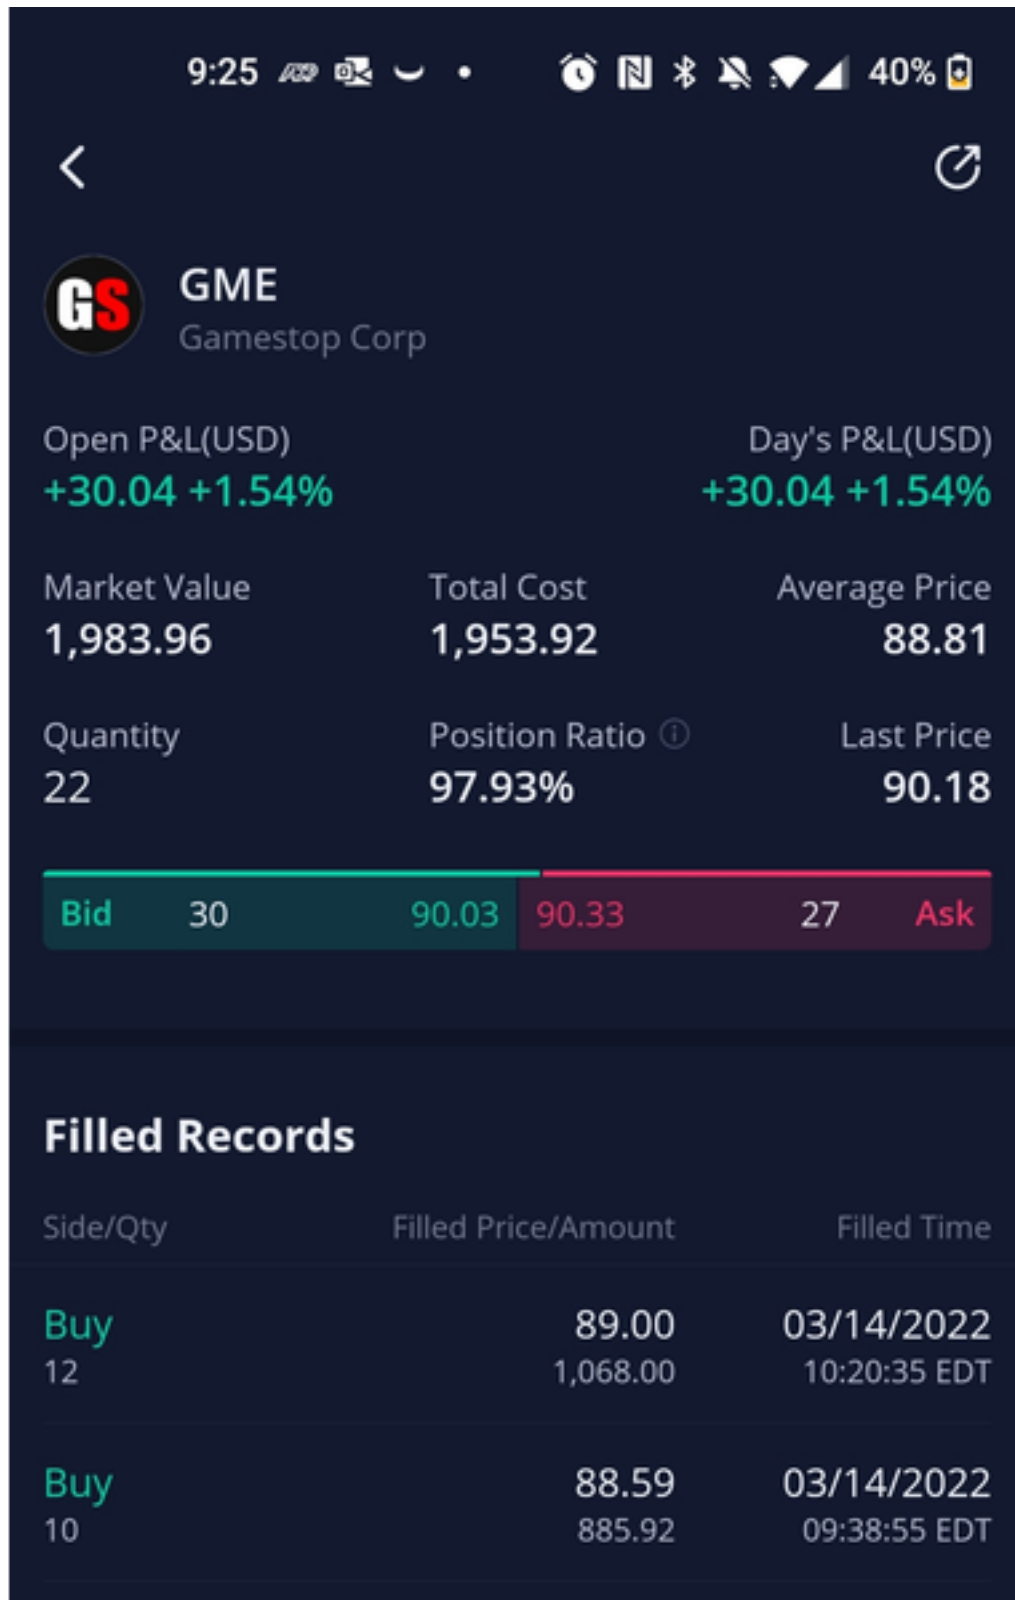 9:25 40%
GS
GME
Gamestop Corp
Open P&L(USD) Day's P&L(USD)
+30.04 +1.54% +30.04 +1.54%
Market Value Total Cost Average Price
1,983.96 1,953.92 88.81
Quantity Position Ratio Last Price
22 97.93% 90.18
Bid 30 90.03 90.33 27 Ask
Filled Records
Side/Qty Filled Price/Amount Filled Time
Buy 89.00 03/14/2022
12 1,068.00 10:20:35 EDT
Buy 88.59 03/14/2022
10 885.92 09:38:55 EDT